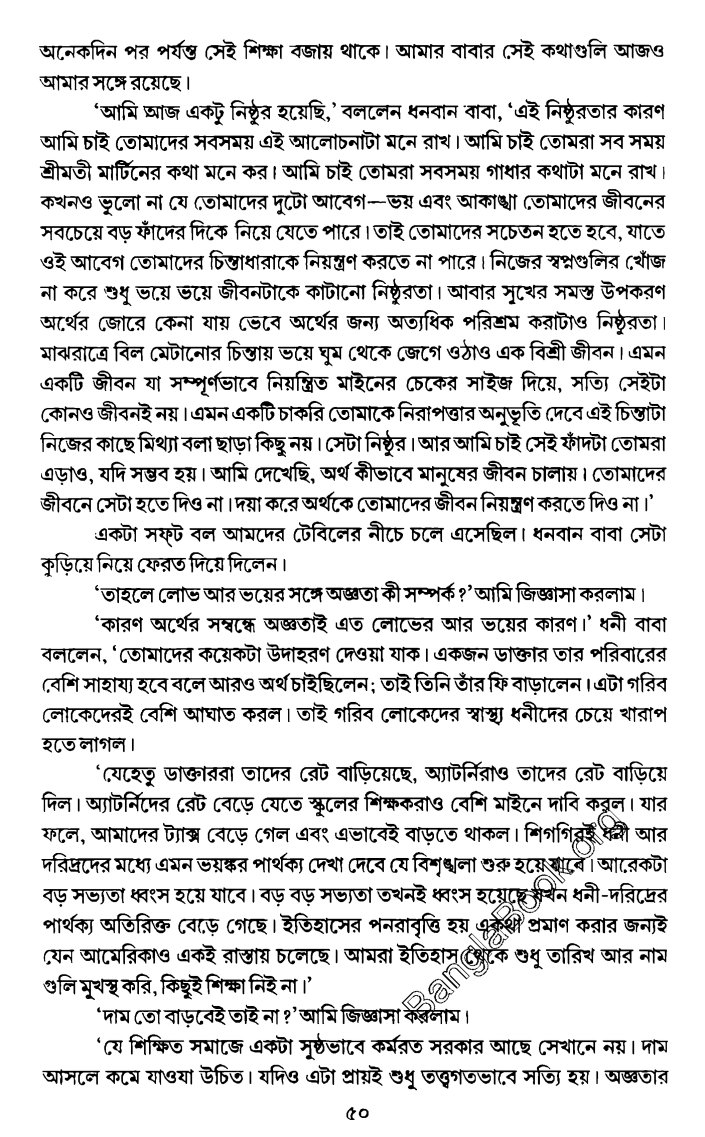 অনেকদিন পর পর্যন্ত সেই শিক্ষা বজায় থাকে। আমার বাবার সেই কথাগুলি আজও
আমার সঙ্গে রয়েছে।
‘আমি আজ একটু নিষ্ঠুর হয়েছি,’ বললেন ধনবান বাবা, ‘এই নিষ্ঠুরতার কারণ
আমি চাই তোমাদের সবসময় এই আলোচনাটা মনে রাখ। আমি চাই তোমরা সব সময়
শ্রীমতী মার্টিনের কথা মনে কর। আমি চাই তোমরা সবসময় গাধার কথাটা মনে রাখ।
কখনও ভুলো না যে তোমাদের দুটো আবেগ—ভয় এবং আকাঙ্খা তোমাদের জীবনের
সবচেয়ে বড় ফাঁদের দিকে নিয়ে যেতে পারে। তাই তোমাদের সচেতন হতে হবে, যাতে
ওই আবেগ তোমাদের চিন্তাধারাকে নিয়ন্ত্রণ করতে না পারে। নিজের স্বপ্নগুলির খোঁজ
না করে শুধু ভয়ে ভয়ে জীবনটাকে কাটানো নিষ্ঠুরতা। আবার সুখের সমস্ত উপকরণ
অর্থের জোরে কেনা যায় ভেবে অর্থের জন্য অত্যধিক পরিশ্রম করাটাও নিষ্ঠুরতা।
মাঝরাত্রে বিল মেটানোর চিন্তায় ভয়ে ঘুম থেকে জেগে ওঠাও এক বিশ্রী জীবন। এমন
একটি জীবন যা সম্পূর্ণভাবে নিয়ন্ত্রিত মাইনের চেকের সাইজ দিয়ে, সত্যি সেইটা
কোনও জীবনই নয়। এমন একটি চাকরি তোমাকে নিরাপত্তার অনুভূতি দেবে এই চিন্তাটা
নিজের কাছে মিথ্যা বলা ছাড়া কিছু নয়। সেটা নিষ্ঠুর। আর আমি চাই সেই ফাঁদটা তোমরা
এড়াও, যদি সম্ভব হয়। আমি দেখেছি, অর্থ কীভাবে মানুষের জীবন চালায়। তোমাদের
জীবনে সেটা হতে দিও না। দয়া করে অর্থকে তোমাদের জীবন নিয়ন্ত্রণ করতে দিও না।’
একটা সফ্‌ট বল আমদের টেবিলের নীচে চলে এসেছিল। ধনবান বাবা সেটা
কুড়িয়ে নিয়ে ফেরত দিয়ে দিলেন।
‘তাহলে লোভ আর ভয়ের সঙ্গে অজ্ঞতা কী সম্পর্ক?’ আমি জিজ্ঞাসা করলাম।
‘কারণ অর্থের সম্বন্ধে অজ্ঞতাই এত লোভের আর ভয়ের কারণ।’ ধনী বাবা
বললেন, ‘তোমাদের কয়েকটা উদাহরণ দেওয়া যাক। একজন ডাক্তার তার পরিবারের
বেশি সাহায্য হবে বলে আরও অর্থ চাইছিলেন; তাই তিনি তাঁর ফি বাড়ালেন। এটা গরিব
লোকেদেরই বেশি আঘাত করল। তাই গরিব লোকেদের স্বাস্থ্য ধনীদের চেয়ে খারাপ
হতে লাগল।
‘যেহেতু ডাক্তাররা তাদের রেট বাড়িয়েছে, অ্যাটর্নিরাও তাদের রেট বাড়িয়ে
দিল। অ্যাটর্নিদের রেট বেড়ে যেতে স্কুলের শিক্ষকরাও বেশি মাইনে দাবি করল। যার
ফলে, আমাদের ট্যাক্স বেড়ে গেল এবং এভাবেই বাড়তে থাকল। শিগগিরই ধনী আর
দরিদ্রদের মধ্যে এমন ভয়ঙ্কর পার্থক্য দেখা দেবে যে বিশৃঙ্খলা শুরু হয়ে যাবে। আরেকটা
বড় সভ্যতা ধ্বংস হয়ে যাবে। বড় বড় সভ্যতা তখনই ধ্বংস হয়েছে যখন ধনী-দরিদ্রের
পার্থক্য অতিরিক্ত বেড়ে গেছে। ইতিহাসের পনরাবৃত্তি হয় একথা প্রমাণ করার জন্যই
যেন আমেরিকাও একই রাস্তায় চলেছে। আমরা ইতিহাস থেকে শুধু তারিখ আর নাম
গুলি মুখস্থ করি, কিছুই শিক্ষা নিই না।’
‘দাম তো বাড়বেই তাই না?’ আমি জিজ্ঞাসা করলাম।
‘যে শিক্ষিত সমাজে একটা সুষ্ঠভাবে কর্মরত সরকার আছে সেখানে নয়। দাম
আসলে কমে যাওযা উচিত। যদিও এটা প্রায়ই শুধু তত্ত্বগতভাবে সত্যি হয়। অজ্ঞতার
৫০
BanglaBook.org